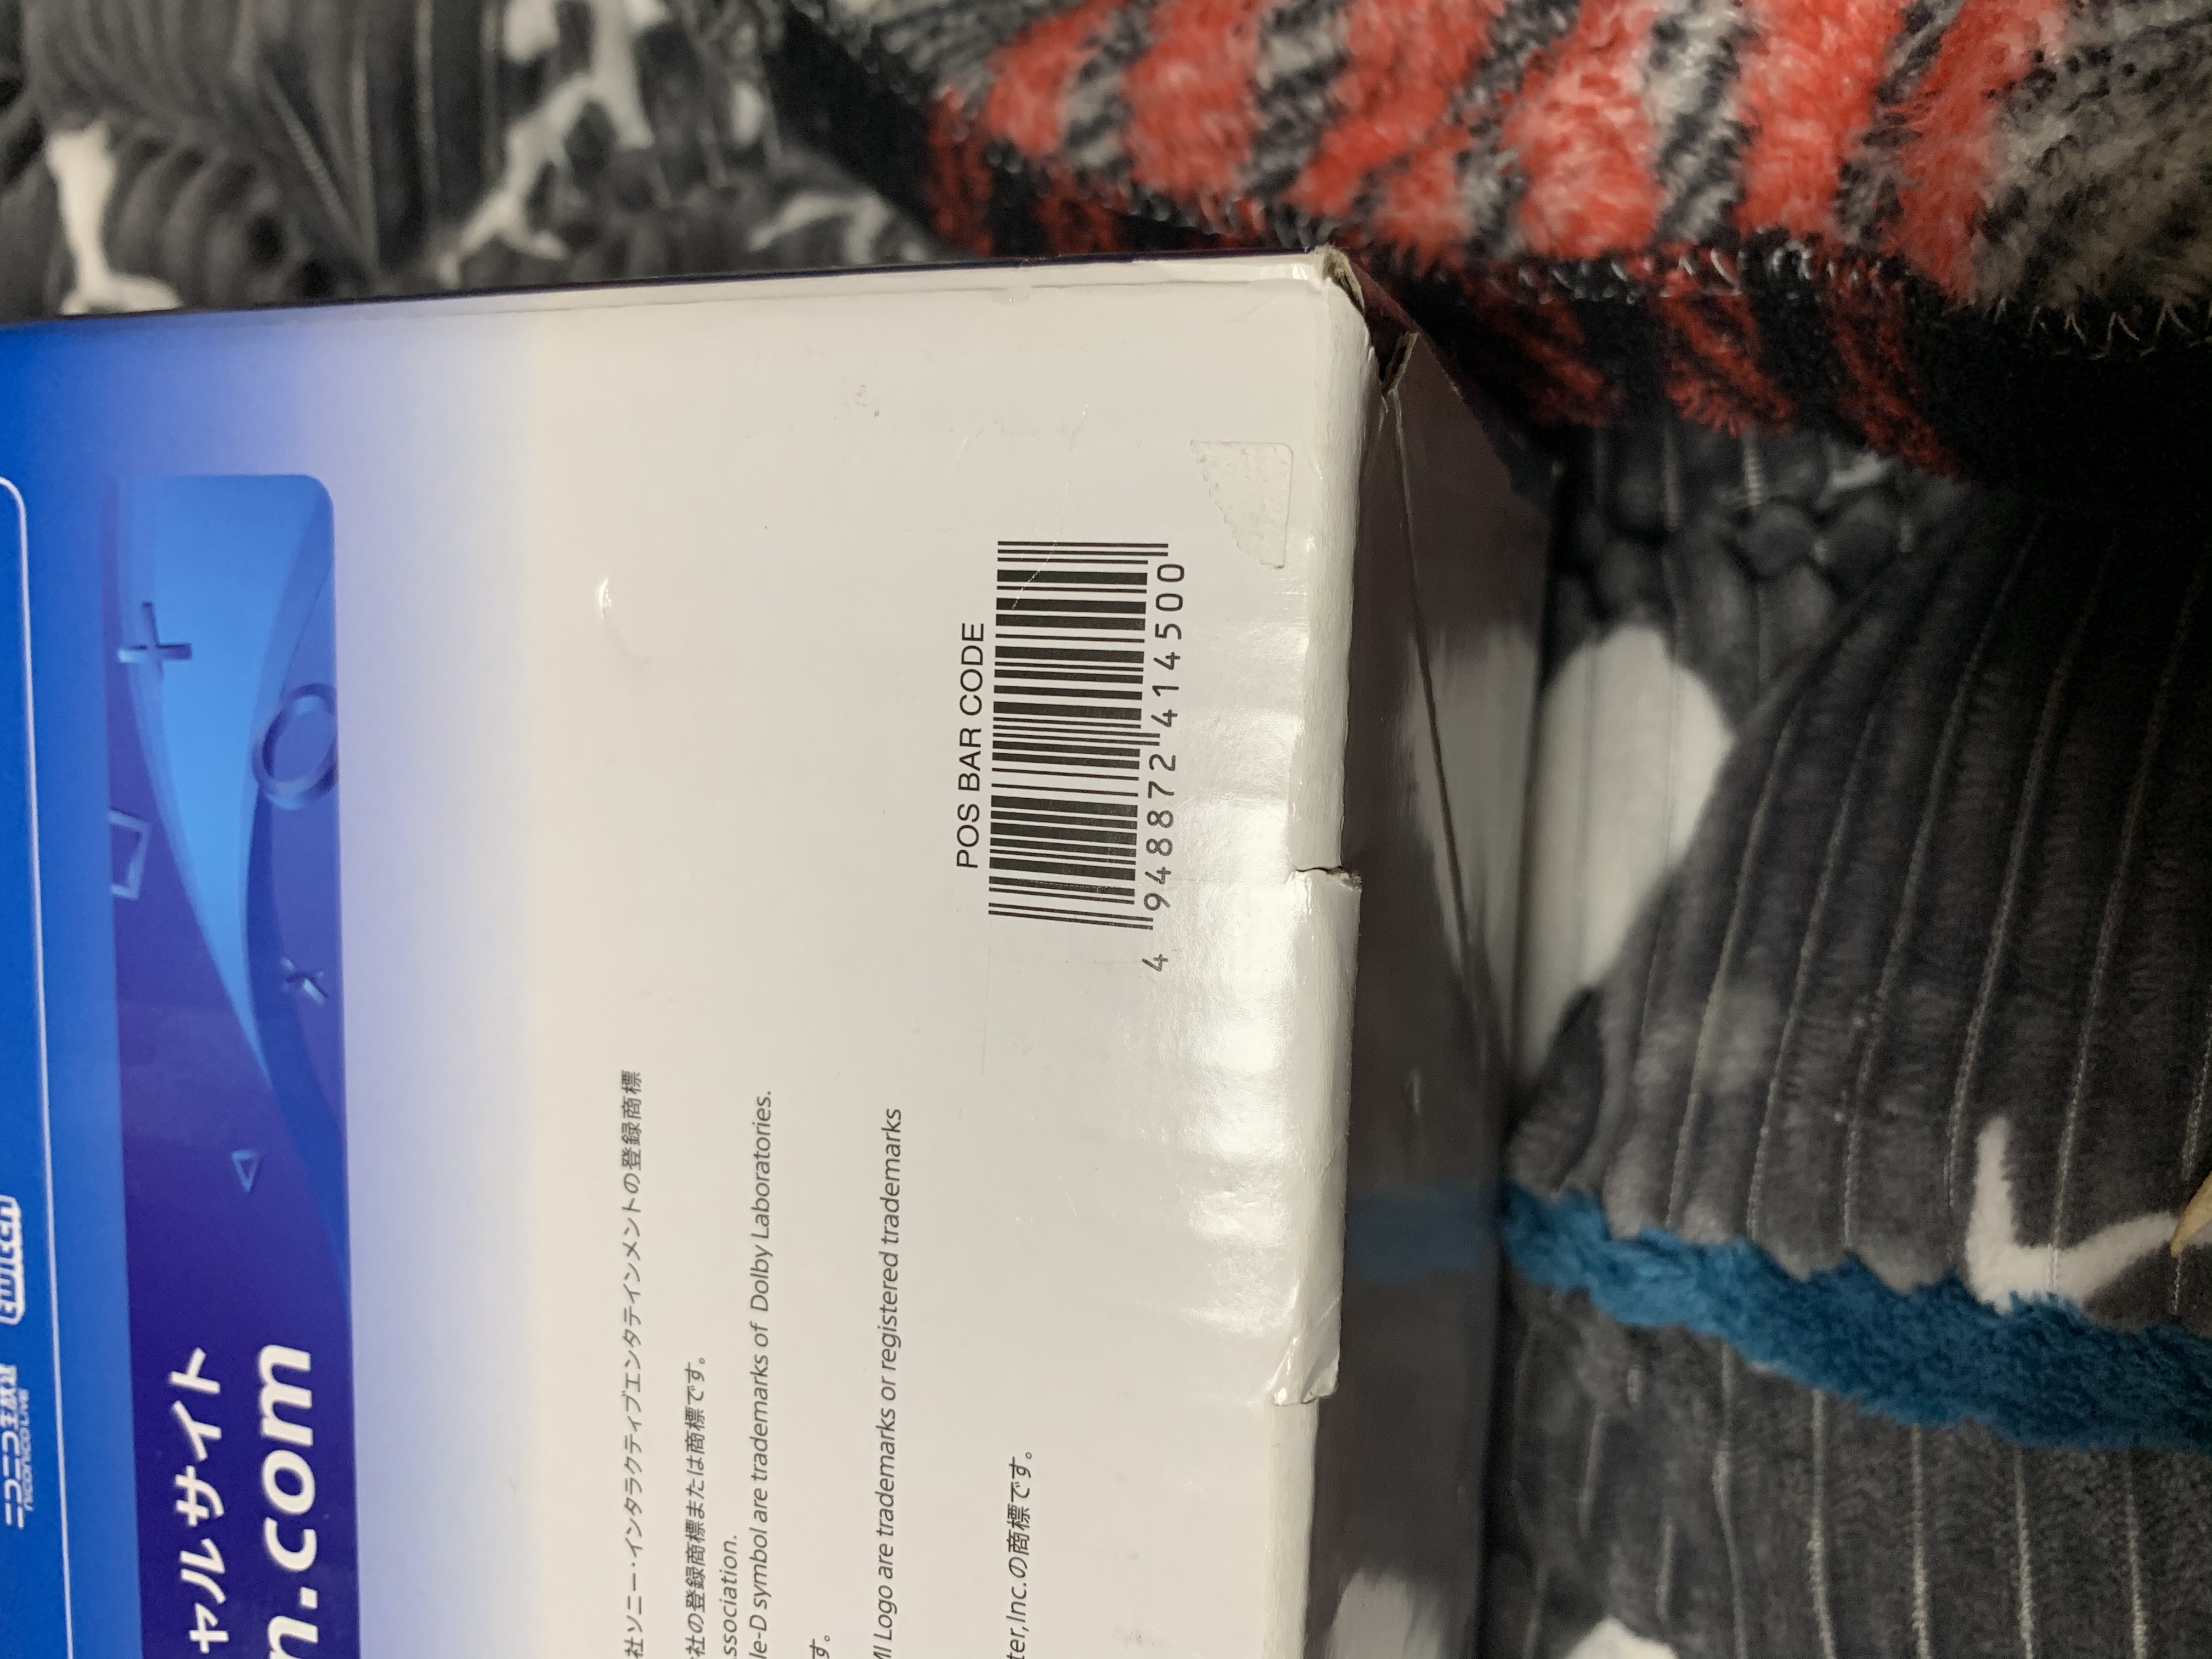 twitch
ニコニコ生放送
niconico LIVE
ャルサイト
n.com
社ソニー・インタラクティブエンタテインメントの登録商標
社の登録商標または商標です。
ssociation.
le-D symbol are trademarks of Dolby Laboratories.
す。
MI Logo are trademarks or registered trademarks
ter,Inc.の商標です。
POS BAR CODE
4 948872 414500